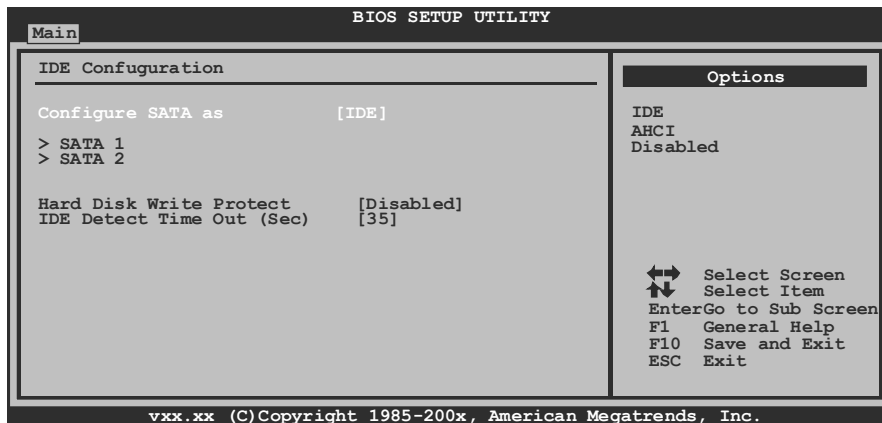 BIOS SETUP UTILITY
Main
IDE Confuguration
Configure SATA as [IDE]
> SATA 1
> SATA 2
Hard Disk Write Protect [Disabled]
IDE Detect Time Out (Sec) [35]
Options
IDE
AHCI
Disabled
Select Screen
Select Item
EnterGo to Sub Screen
F1 General Help
F10 Save and Exit
ESC Exit
vxx.xx (C)Copyright 1985-200x, American Megatrends, Inc.